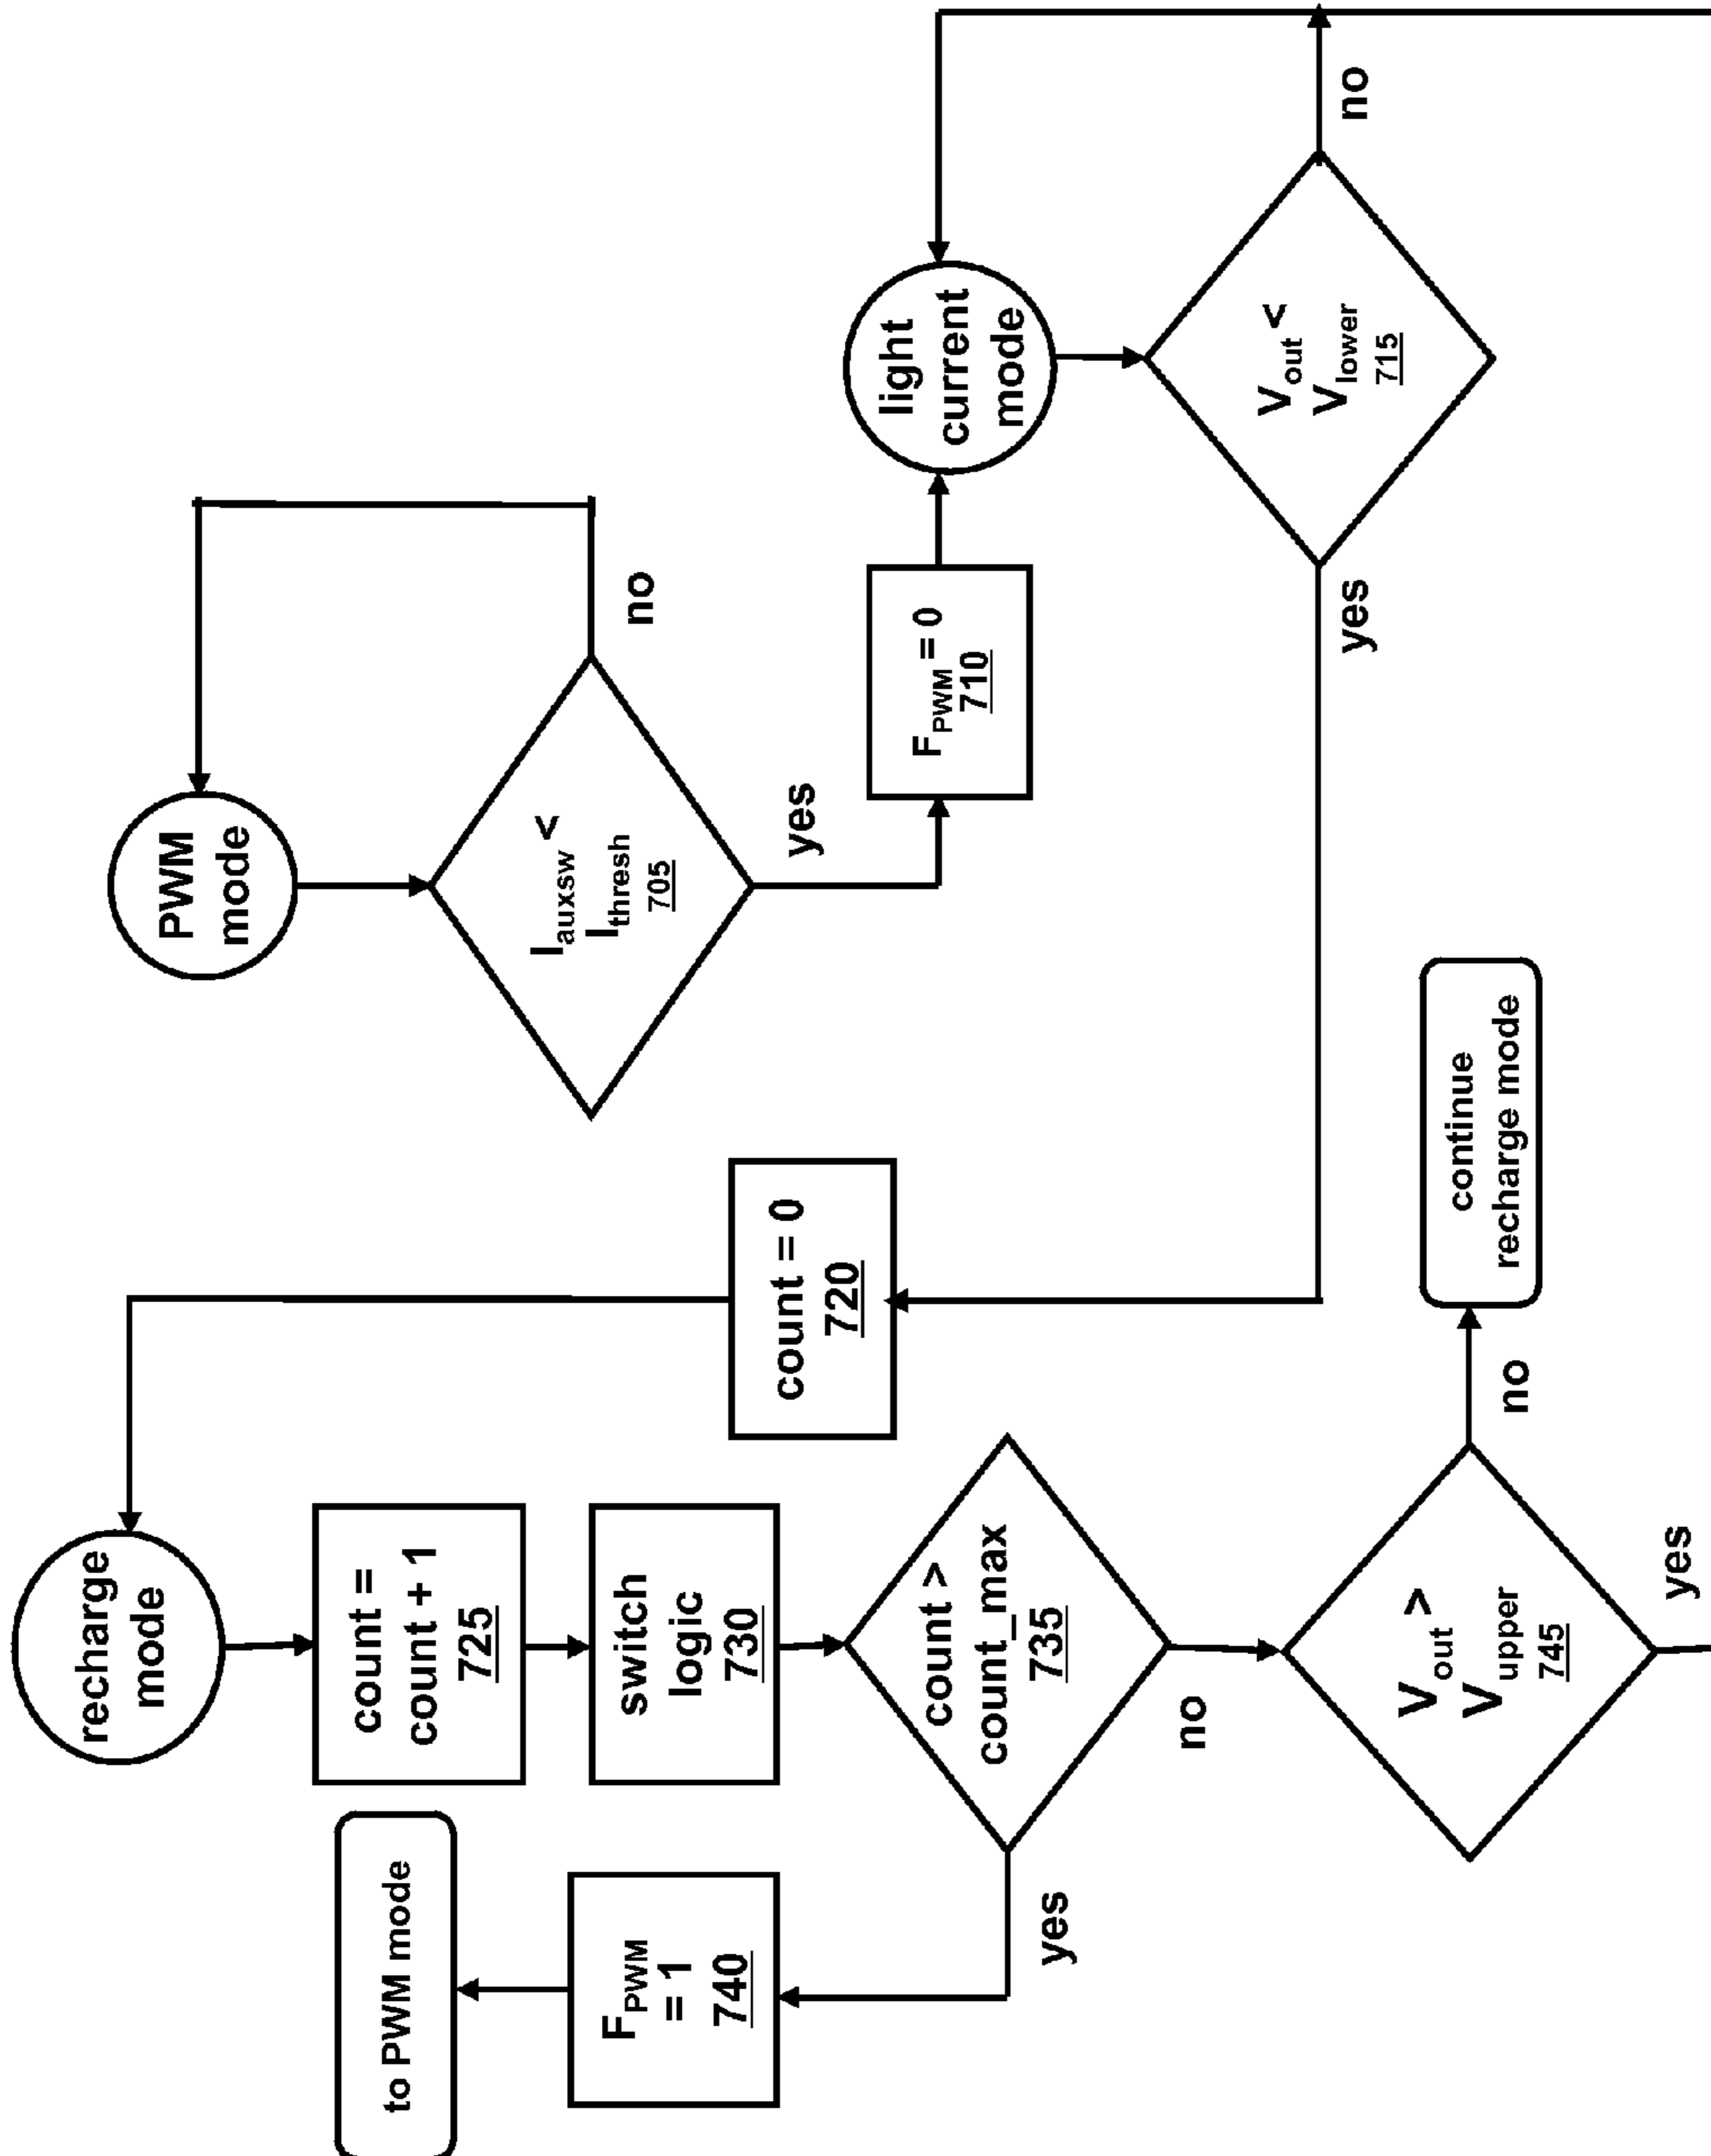 PWM
mode
I_auxsw <
I_thresh
705
no
yes
F_PWM = 0
710
light
current
mode
V_out <
V_lower
715
no
yes
count = 0
720
recharge
mode
count =
count + 1
725
switch
logic
730
count >
count_max
735
yes
F_PWM
= 1
740
to PWM mode
no
V_out >
V_upper
745
no
continue
recharge mode
yes